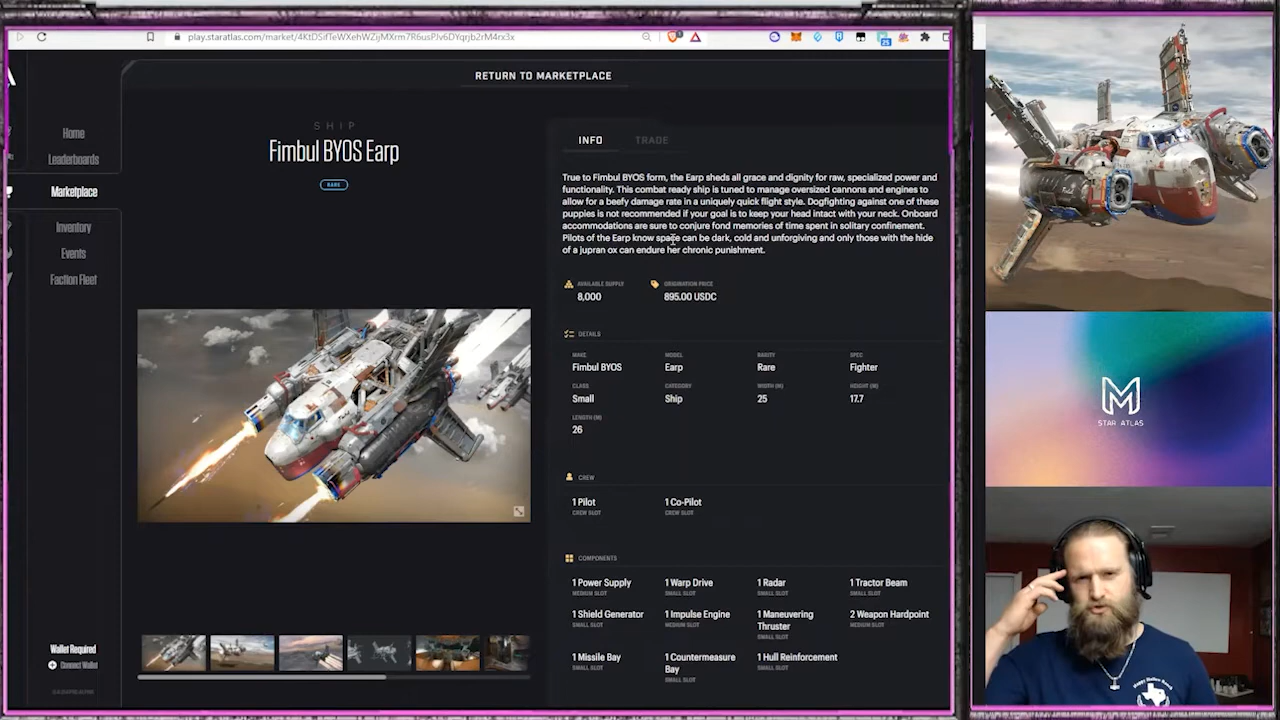 play.staratlas.com/market/4KtDSifTeWXehWZijMXrm7R6usPJv6DYqrjb2rM4rx3x
25
RETURN TO MARKETPLACE
Home
Leaderboards
Marketplace
Inventory
Events
Faction Fleet
Wallet Required
Connect Wallet
SHIP
Fimbul BYOS Earp
RARE
INFO TRADE
True to Fimbul BYOS form, the Earp sheds all grace and dignity for raw, specialized power and
functionality. This combat ready ship is tuned to manage oversized cannons and engines to
allow for a beefy damage rate in a uniquely quick flight style. Dogfighting against one of these
puppies is not recommended if your goal is to keep your head intact with your neck. Onboard
accommodations are sure to conjure fond memories of time spent in solitary confinement.
Pilots of the Earp know space can be dark, cold and unforgiving and only those with the hide
of a jupran ox can endure her chronic punishment.
AVAILABLE SUPPLY ORIGINATION PRICE
8,000 895.00 USDC
DETAILS
MAKE MODEL RARITY SPEC
Fimbul BYOS Earp Rare Fighter
CLASS CATEGORY WIDTH (M) HEIGHT (M)
Small Ship 25 17.7
LENGTH (M)
26
CREW
1 Pilot 1 Co-Pilot
CREW SLOT CREW SLOT
COMPONENTS
1 Power Supply 1 Warp Drive 1 Radar 1 Tractor Beam
MEDIUM SLOT SMALL SLOT SMALL SLOT SMALL SLOT
1 Shield Generator 1 Impulse Engine 1 Maneuvering Thruster 2 Weapon Hardpoint
SMALL SLOT MEDIUM SLOT SMALL SLOT MEDIUM SLOT
1 Missile Bay 1 Countermeasure Bay 1 Hull Reinforcement
SMALL SLOT SMALL SLOT SMALL SLOT
M
STAR ATLAS